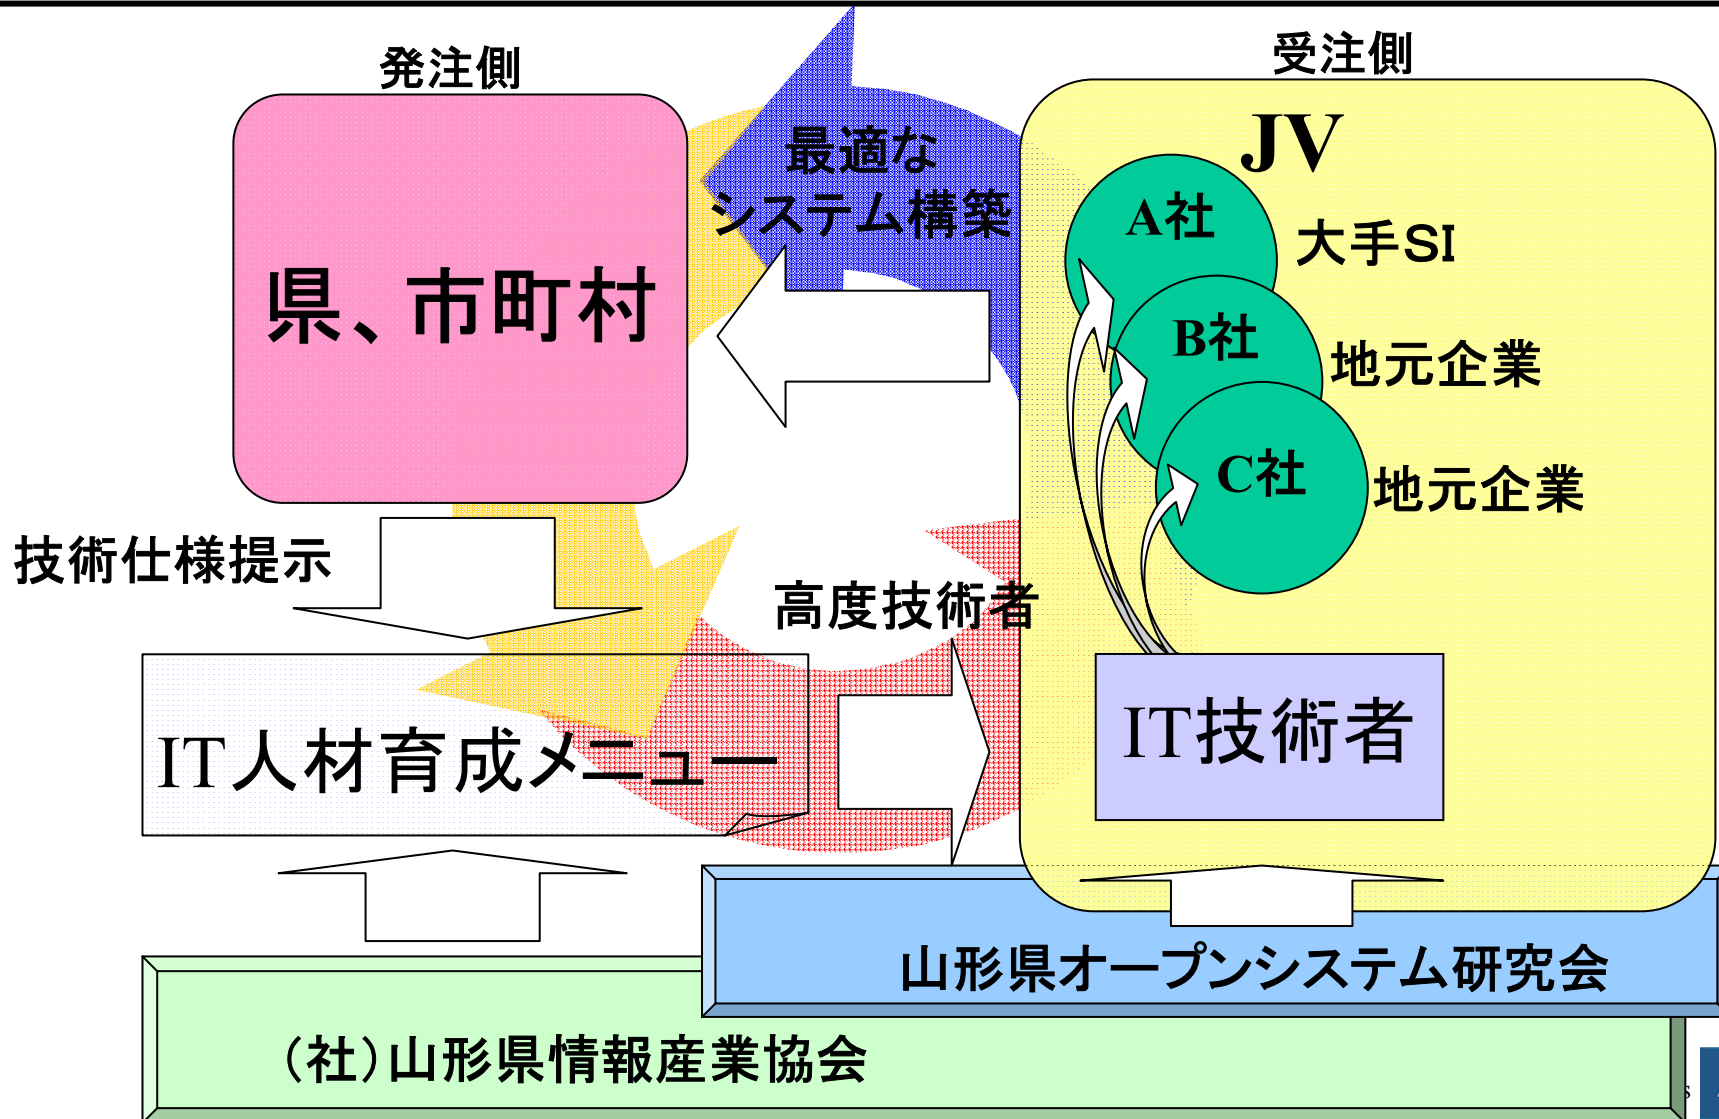 発注側
受注側
JV
最適な
システム構築
A社
大手SI
県、市町村
B社
地元企業
C社
地元企業
技術仕様提示
高度技術者
IT人材育成メニュー
IT技術者
山形県オープンシステム研究会
（社）山形県情報産業協会
s